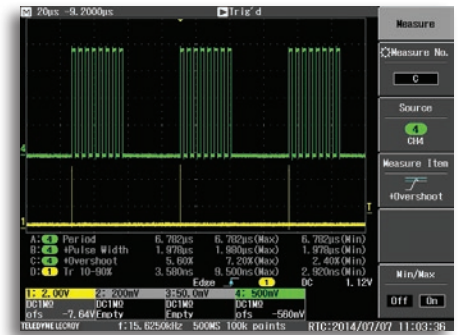 M 20µs -9.2000µs Trig'd
Measure
Measure No.
C
Source
4
CH4
Measure Item
+Overshoot
Min/Max
Off On
4
1
T
A: 4 Period 6.782µs 6.782µs(Max) 6.782µs(Min)
B: 4 +Pulse Width 1.978µs 1.980µs(Max) 1.978µs(Min)
C: 4 +Overshoot 5.60% 7.20%(Max) 2.40%(Min)
D: 1 Tr 10-90% 3.580ns 9.500ns(Max) 2.920ns(Min)
Edge 1 DC 1.12V
1: 2.00V 2: 200mV 3:50.0mV 4: 500mV
DC1MΩ DC1MΩ DC1MΩ DC1MΩ
ofs -7.64V Empty Empty ofs -560mV
TELEDYNE LECROY f:15.6250kHz 500MS 100k points RTC:2014/07/07 11:03:36